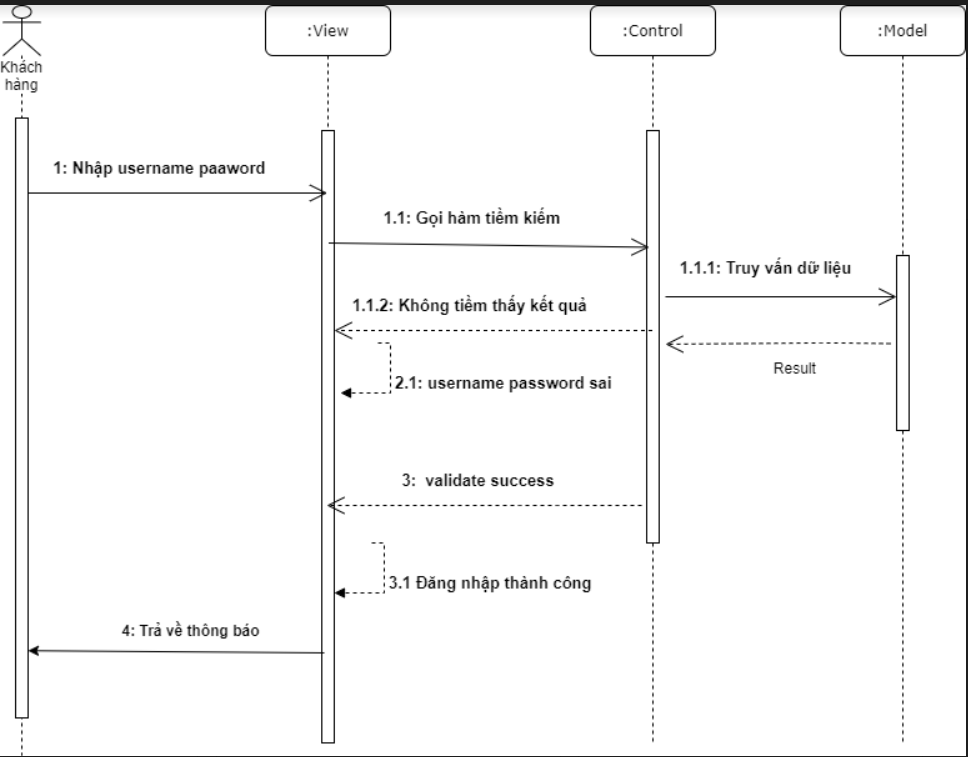 Khách
hàng
:View
:Control
:Model
1: Nhập username paaword
1.1: Gọi hàm tiềm kiếm
1.1.1: Truy vấn dữ liệu
1.1.2: Không tiềm thấy kết quả
Result
2.1: username password sai
3: validate success
3.1 Đăng nhập thành công
4: Trả về thông báo